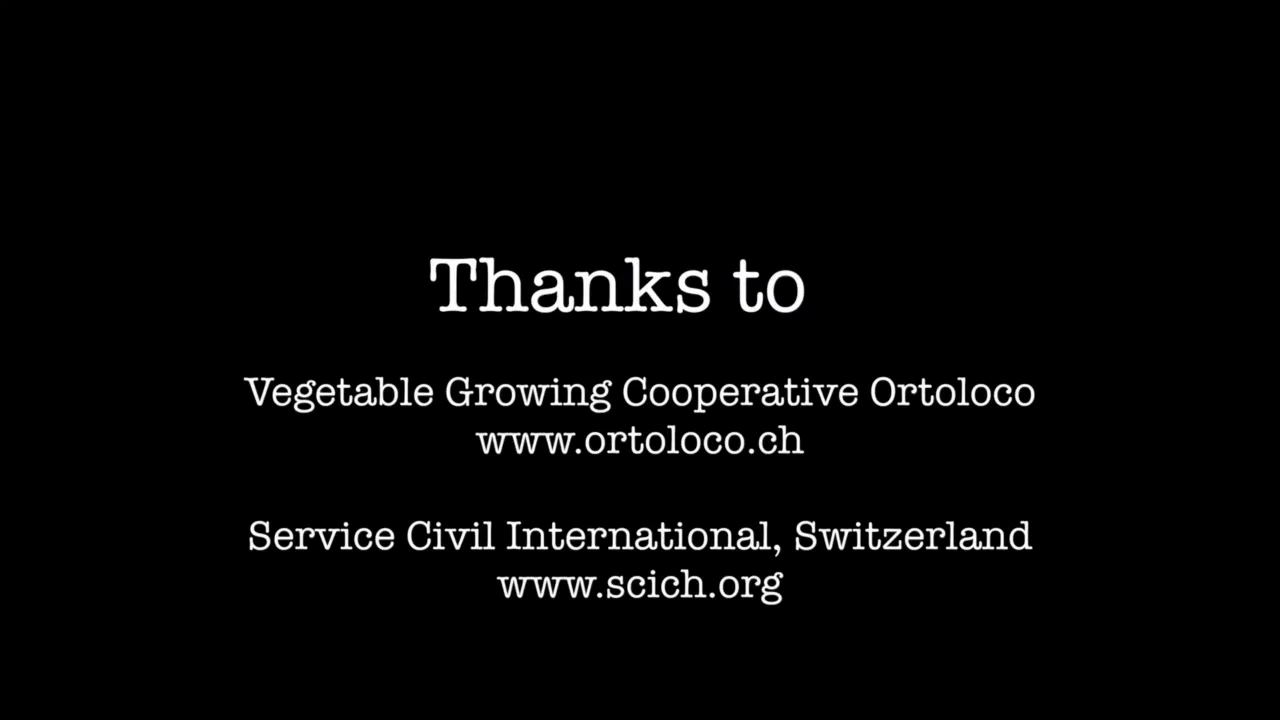 Thanks to
Vegetable Growing Cooperative Ortoloco
www.ortoloco.ch
Service Civil International, Switzerland
www.scich.org